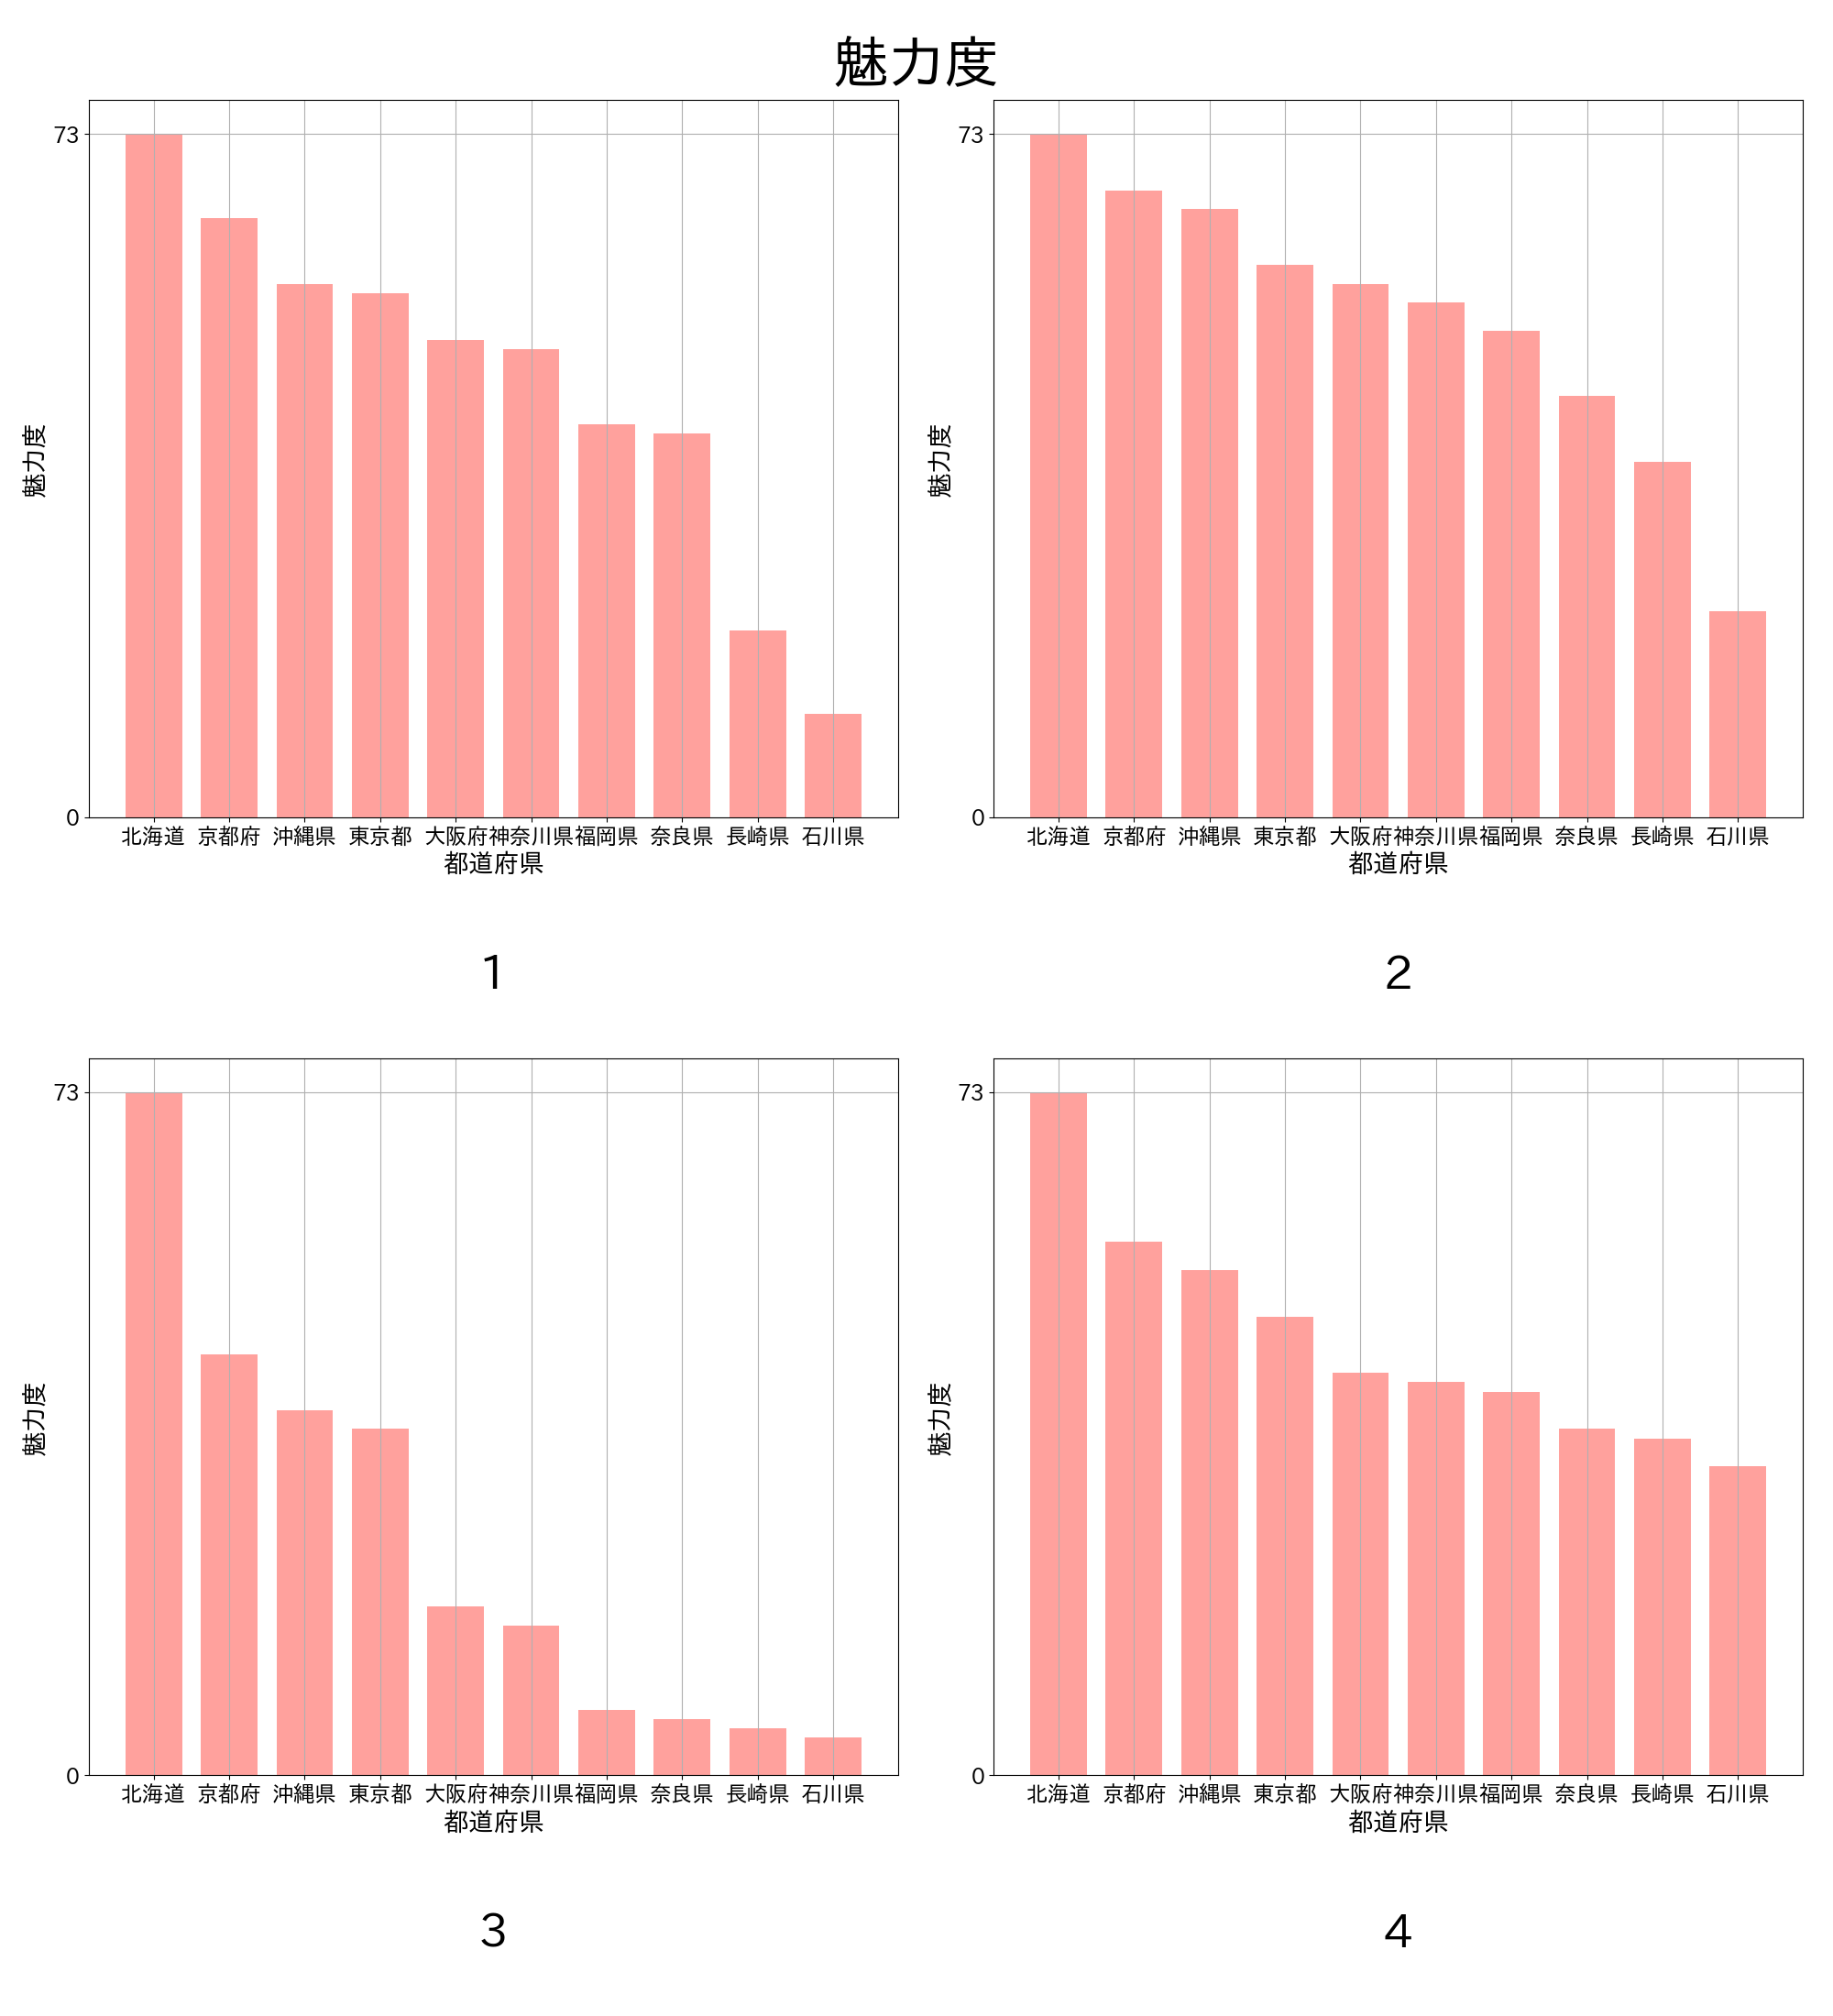 魅力度
73
魅力度
0
北海道 京都府 沖縄県 東京都 大阪府 神奈川県 福岡県 奈良県 長崎県 石川県
都道府県
1
73
魅力度
0
北海道 京都府 沖縄県 東京都 大阪府 神奈川県 福岡県 奈良県 長崎県 石川県
都道府県
2
73
魅力度
0
北海道 京都府 沖縄県 東京都 大阪府 神奈川県 福岡県 奈良県 長崎県 石川県
都道府県
3
73
魅力度
0
北海道 京都府 沖縄県 東京都 大阪府 神奈川県 福岡県 奈良県 長崎県 石川県
都道府県
4